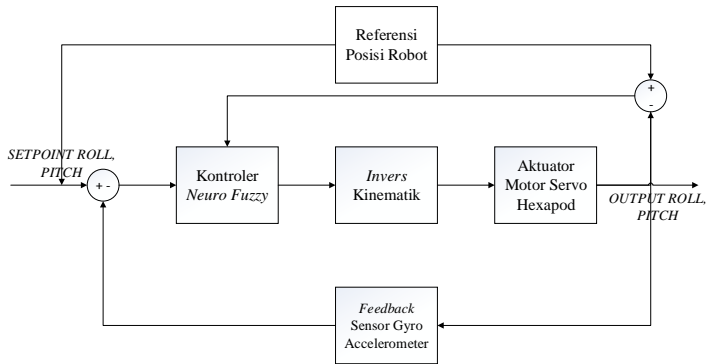 Referensi
Posisi Robot
+
-
SETPOINT ROLL,
PITCH
+ -
Kontroler
Neuro Fuzzy
Invers
Kinematik
Aktuator
Motor Servo
Hexapod
OUTPUT ROLL,
PITCH
Feedback
Sensor Gyro
Accelerometer